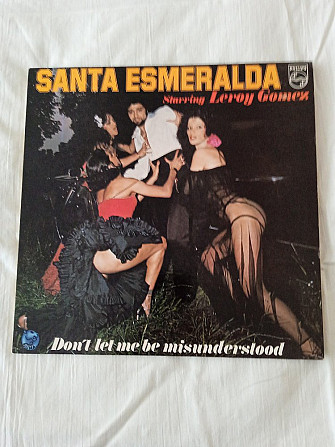 PHILIPS
SANTA ESMERALDA
Starring Leroy Gomez
Don't let me be misunderstood